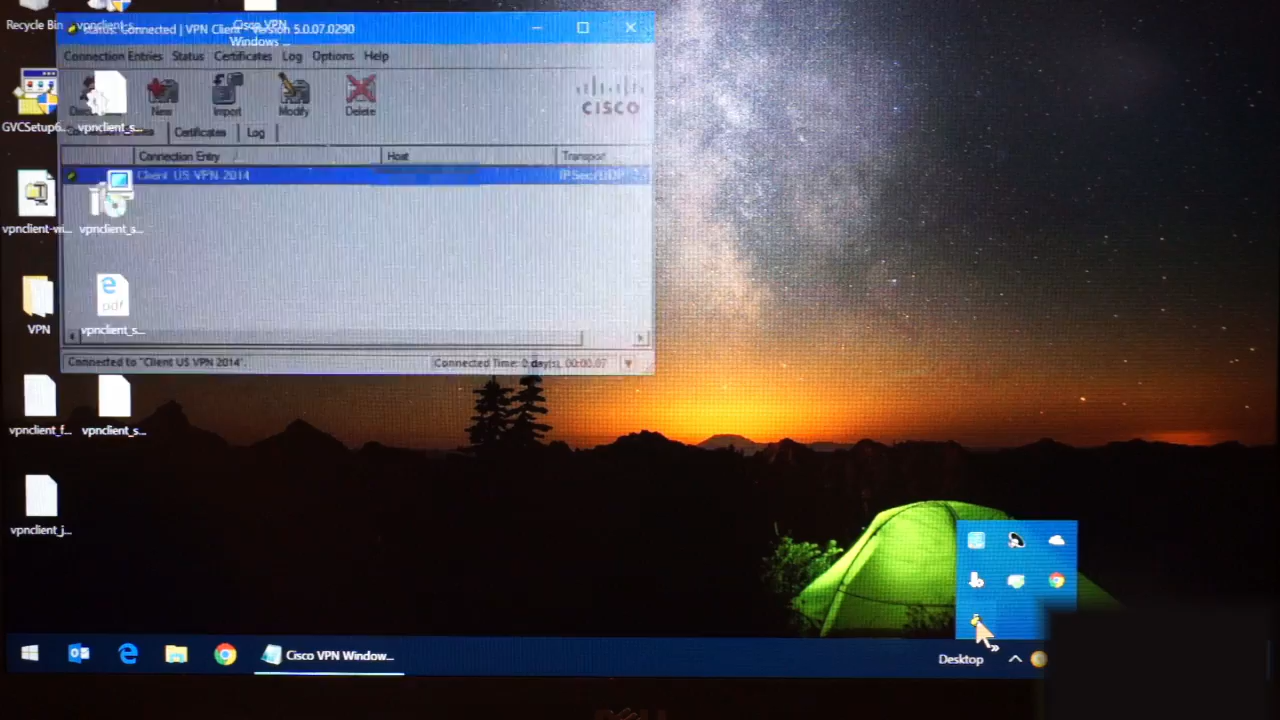 Recycle Bin
vpnclient-s...
Cisco VPN
Windows ...
Status: Connected | VPN Client - Version 5.0.07.0290
Connection Entries Status Certificates Log Options Help
New Import Modify Delete
CISCO
Certificates Log
Connection Entry Host Transport
Client US VPN 2014 IPSec/UDP
Connected to "Client US VPN 2014". Connected Time: 0 day(s), 00:00.07
GVCSetup6... vpnclient_s...
vpnclient-wi... vpnclient_s...
VPN vpnclient_s...
pdf
vpnclient_f... vpnclient_s...
vpnclient_j...
Cisco VPN Window...
Desktop